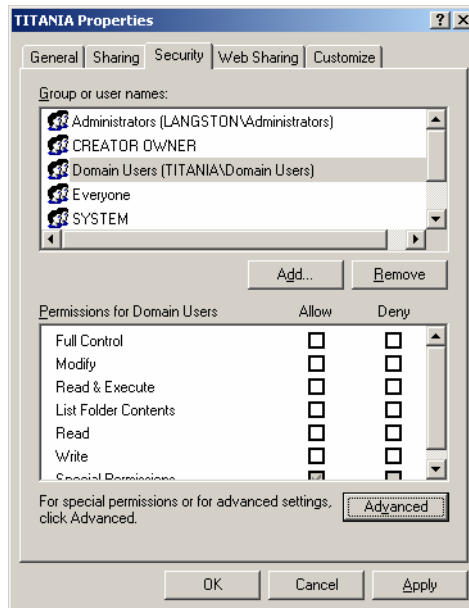 TITANIA Properties
General Sharing Security Web Sharing Customize
Group or user names:
Administrators (LANGSTON\Administrators)
CREATOR OWNER
Domain Users (TITANIA\Domain Users)
Everyone
SYSTEM
Add... Remove
Permissions for Domain Users Allow Deny
Full Control
Modify
Read & Execute
List Folder Contents
Read
Write
Special Permissions
For special permissions or for advanced settings, Advanced
click Advanced.
OK Cancel Apply